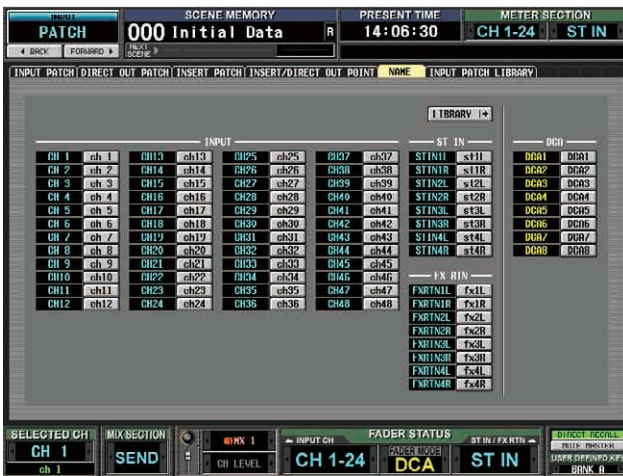 INPUT
PATCH
BACK
FORWARD
SCENE MEMORY
000 Initial Data
R
NEXT SCENE
PRESENT TIME
14:06:30
METER SECTION
CH 1-24
ST IN
INPUT PATCH DIRECT OUT PATCH INSERT PATCH INSERT/DIRECT OUT POINT NAME INPUT PATCH LIBRARY
LIBRARY
INPUT
ST IN
DCA
CH 1 ch 1 CH13 ch13 CH25 ch25 CH37 ch37 STIN1L st1L DCA1 DCA1
CH 2 ch 2 CH14 ch14 CH26 ch26 CH38 ch38 STIN1R st1R DCA2 DCA2
CH 3 ch 3 CH15 ch15 CH27 ch27 CH39 ch39 STIN2L st2L DCA3 DCA3
CH 4 ch 4 CH16 ch16 CH28 ch28 CH40 ch40 STIN2R st2R DCA4 DCA4
CH 5 ch 5 CH17 ch17 CH29 ch29 CH41 ch41 STIN3L st3L DCA5 DCA5
CH 6 ch 6 CH18 ch18 CH30 ch30 CH42 ch42 STIN3R st3R DCA6 DCA6
CH 7 ch 7 CH19 ch19 CH31 ch31 CH43 ch43 STIN4L st4L DCA7 DCA7
CH 8 ch 8 CH20 ch20 CH32 ch32 CH44 ch44 STIN4R st4R DCA8 DCA8
CH 9 ch 9 CH21 ch21 CH33 ch33 CH45 ch45
CH10 ch10 CH22 ch22 CH34 ch34 CH46 ch46
FX RTN
CH11 ch11 CH23 ch23 CH35 ch35 CH47 ch47 FXRTN1L fx1L
CH12 ch12 CH24 ch24 CH36 ch36 CH48 ch48 FXRTN1R fx1R
FXRTN2L fx2L
FXRTN2R fx2R
FXRTN3L fx3L
FXRTN3R fx3R
FXRTN4L fx4L
FXRTN4R fx4R
SELECTED CH
CH 1
ch 1
MIX SECTION
SEND
MX 1
CH LEVEL
FADER STATUS
INPUT CH
CH 1-24
FADER MODE
DCA
ST IN / FX RTN
ST IN
DIRECT RECALL
MUTE MASTER
USER DEFINED KEY
BANK A